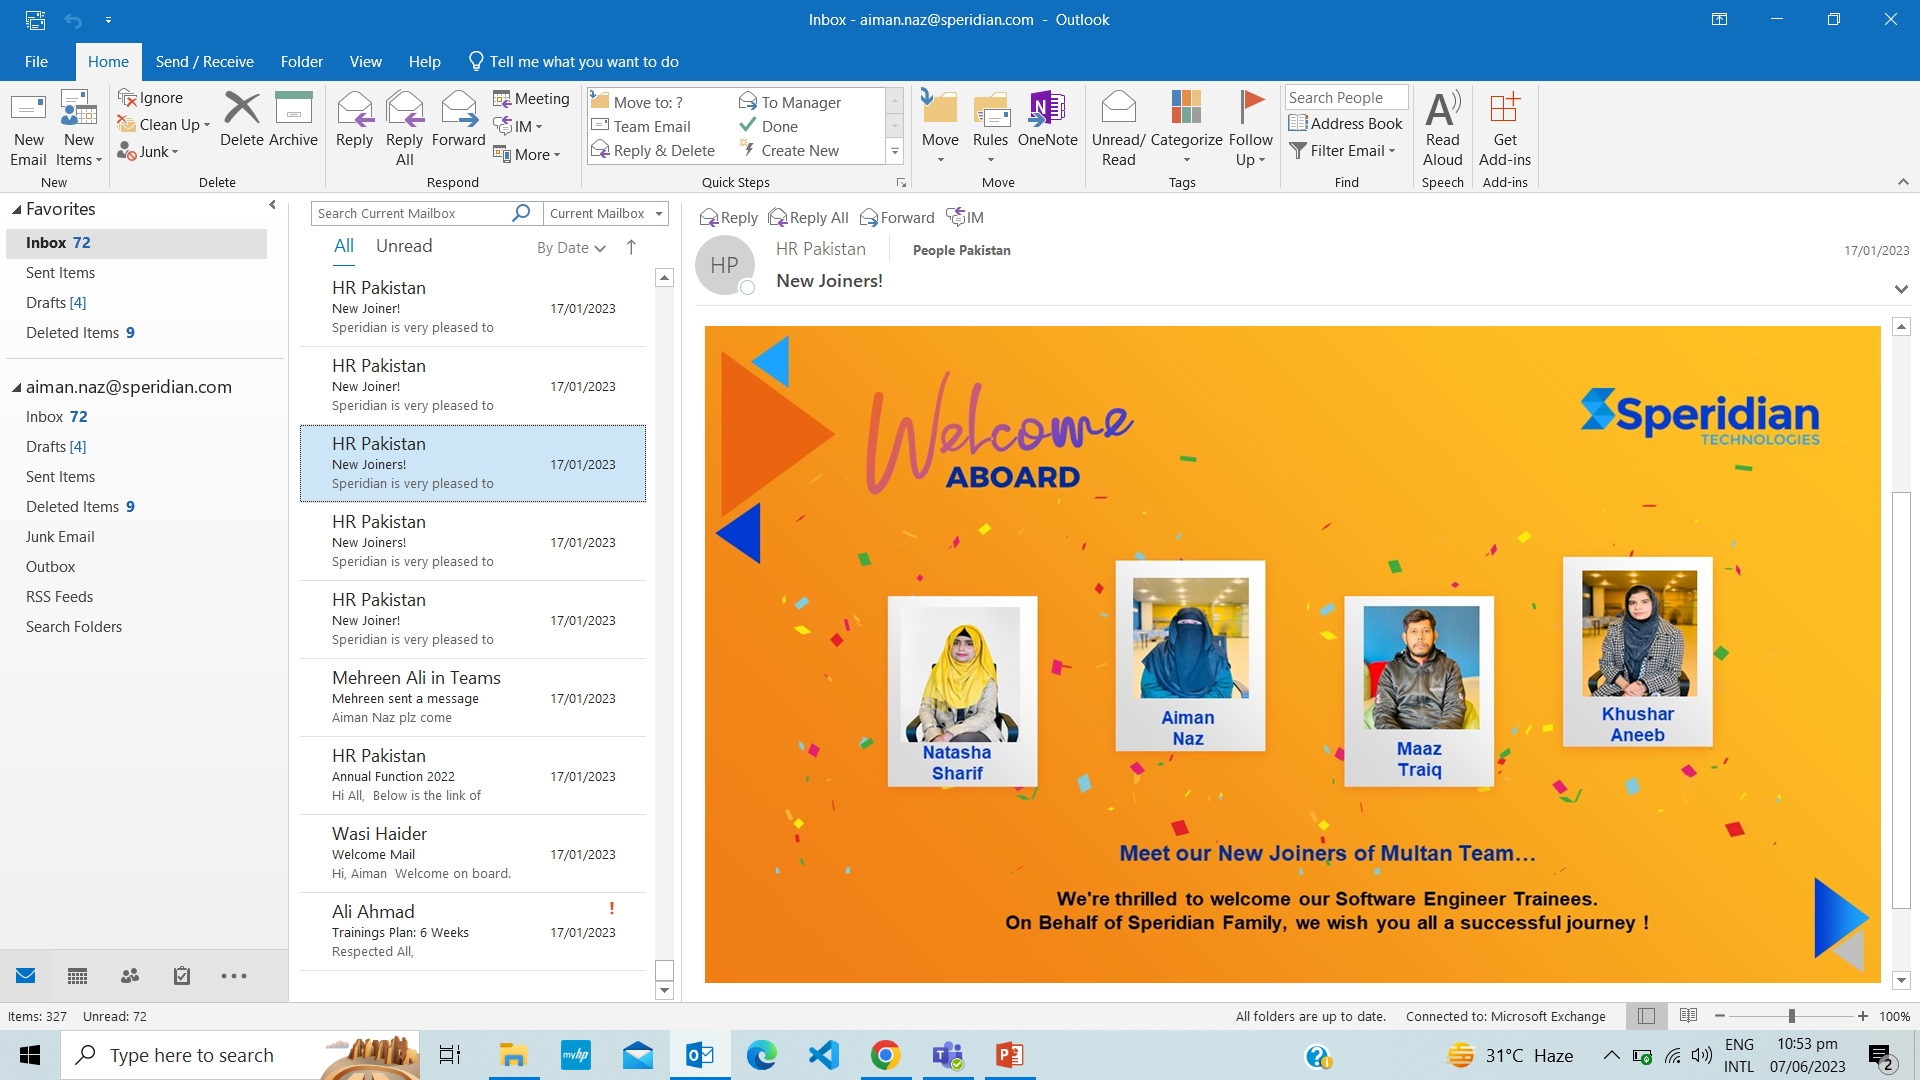 Inbox - aiman.naz@speridian.com - Outlook
File Home Send / Receive Folder View Help Tell me what you want to do
New Email
New Items
New
Ignore
Clean Up
Junk
Delete
Archive
Delete
Reply
Reply All
Forward
Meeting
IM
More
Respond
Move to: ?
Team Email
Reply & Delete
To Manager
Done
Create New
Quick Steps
Move
Rules
OneNote
Move
Unread/ Read
Categorize
Follow Up
Tags
Search People
Address Book
Filter Email
Find
Read Aloud
Speech
Get Add-ins
Add-ins
Favorites
Inbox 72
Sent Items
Drafts [4]
Deleted Items 9
aiman.naz@speridian.com
Inbox 72
Drafts [4]
Sent Items
Deleted Items 9
Junk Email
Outbox
RSS Feeds
Search Folders
Items: 327 Unread: 72
Search Current Mailbox
Current Mailbox
All Unread
By Date
HR Pakistan
New Joiner! 17/01/2023
Speridian is very pleased to
HR Pakistan
New Joiner! 17/01/2023
Speridian is very pleased to
HR Pakistan
New Joiners! 17/01/2023
Speridian is very pleased to
HR Pakistan
New Joiners! 17/01/2023
Speridian is very pleased to
HR Pakistan
New Joiner! 17/01/2023
Speridian is very pleased to
Mehreen Ali in Teams
Mehreen sent a message 17/01/2023
Aiman Naz plz come
HR Pakistan
Annual Function 2022 17/01/2023
Hi All, Below is the link of
Wasi Haider
Welcome Mail 17/01/2023
Hi, Aiman Welcome on board.
Ali Ahmad !
Trainings Plan: 6 Weeks 17/01/2023
Respected All,
Reply Reply All Forward IM
HP
HR Pakistan People Pakistan 17/01/2023
New Joiners!
Welcome
ABOARD
Speridian
TECHNOLOGIES
Natasha
Sharif
Aiman
Naz
Maaz
Traiq
Khushar
Aneeb
Meet our New Joiners of Multan Team...
We're thrilled to welcome our Software Engineer Trainees.
On Behalf of Speridian Family, we wish you all a successful journey !
All folders are up to date. Connected to: Microsoft Exchange 100%
Type here to search
myhp
31°C Haze
ENG
INTL
10:53 pm
07/06/2023
2